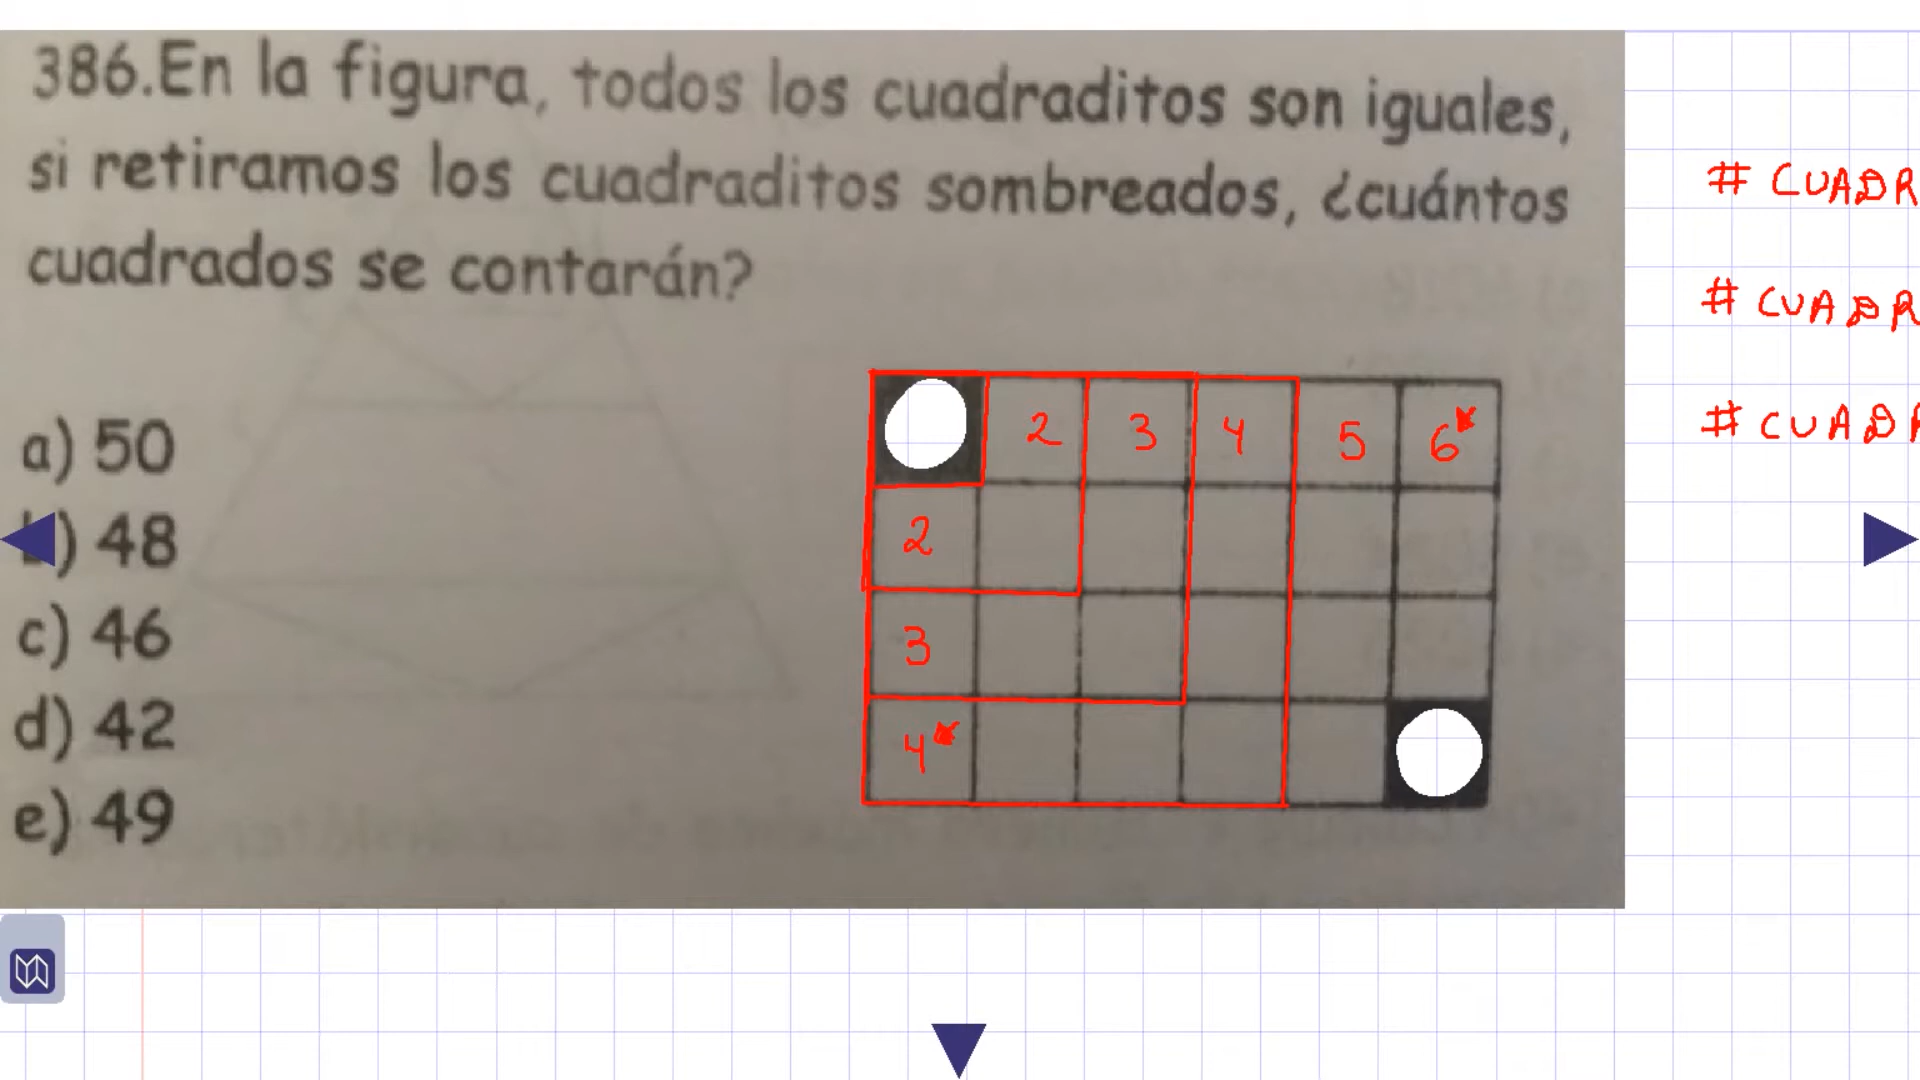 386.En la figura, todos los cuadraditos son iguales,
si retiramos los cuadraditos sombreados, ¿cuántos
cuadrados se contarán?
a) 50
) 48
c) 46
d) 42
e) 49
2 3 4 5 6
2
3
4
# CUADR
# CUADR
# CUADR